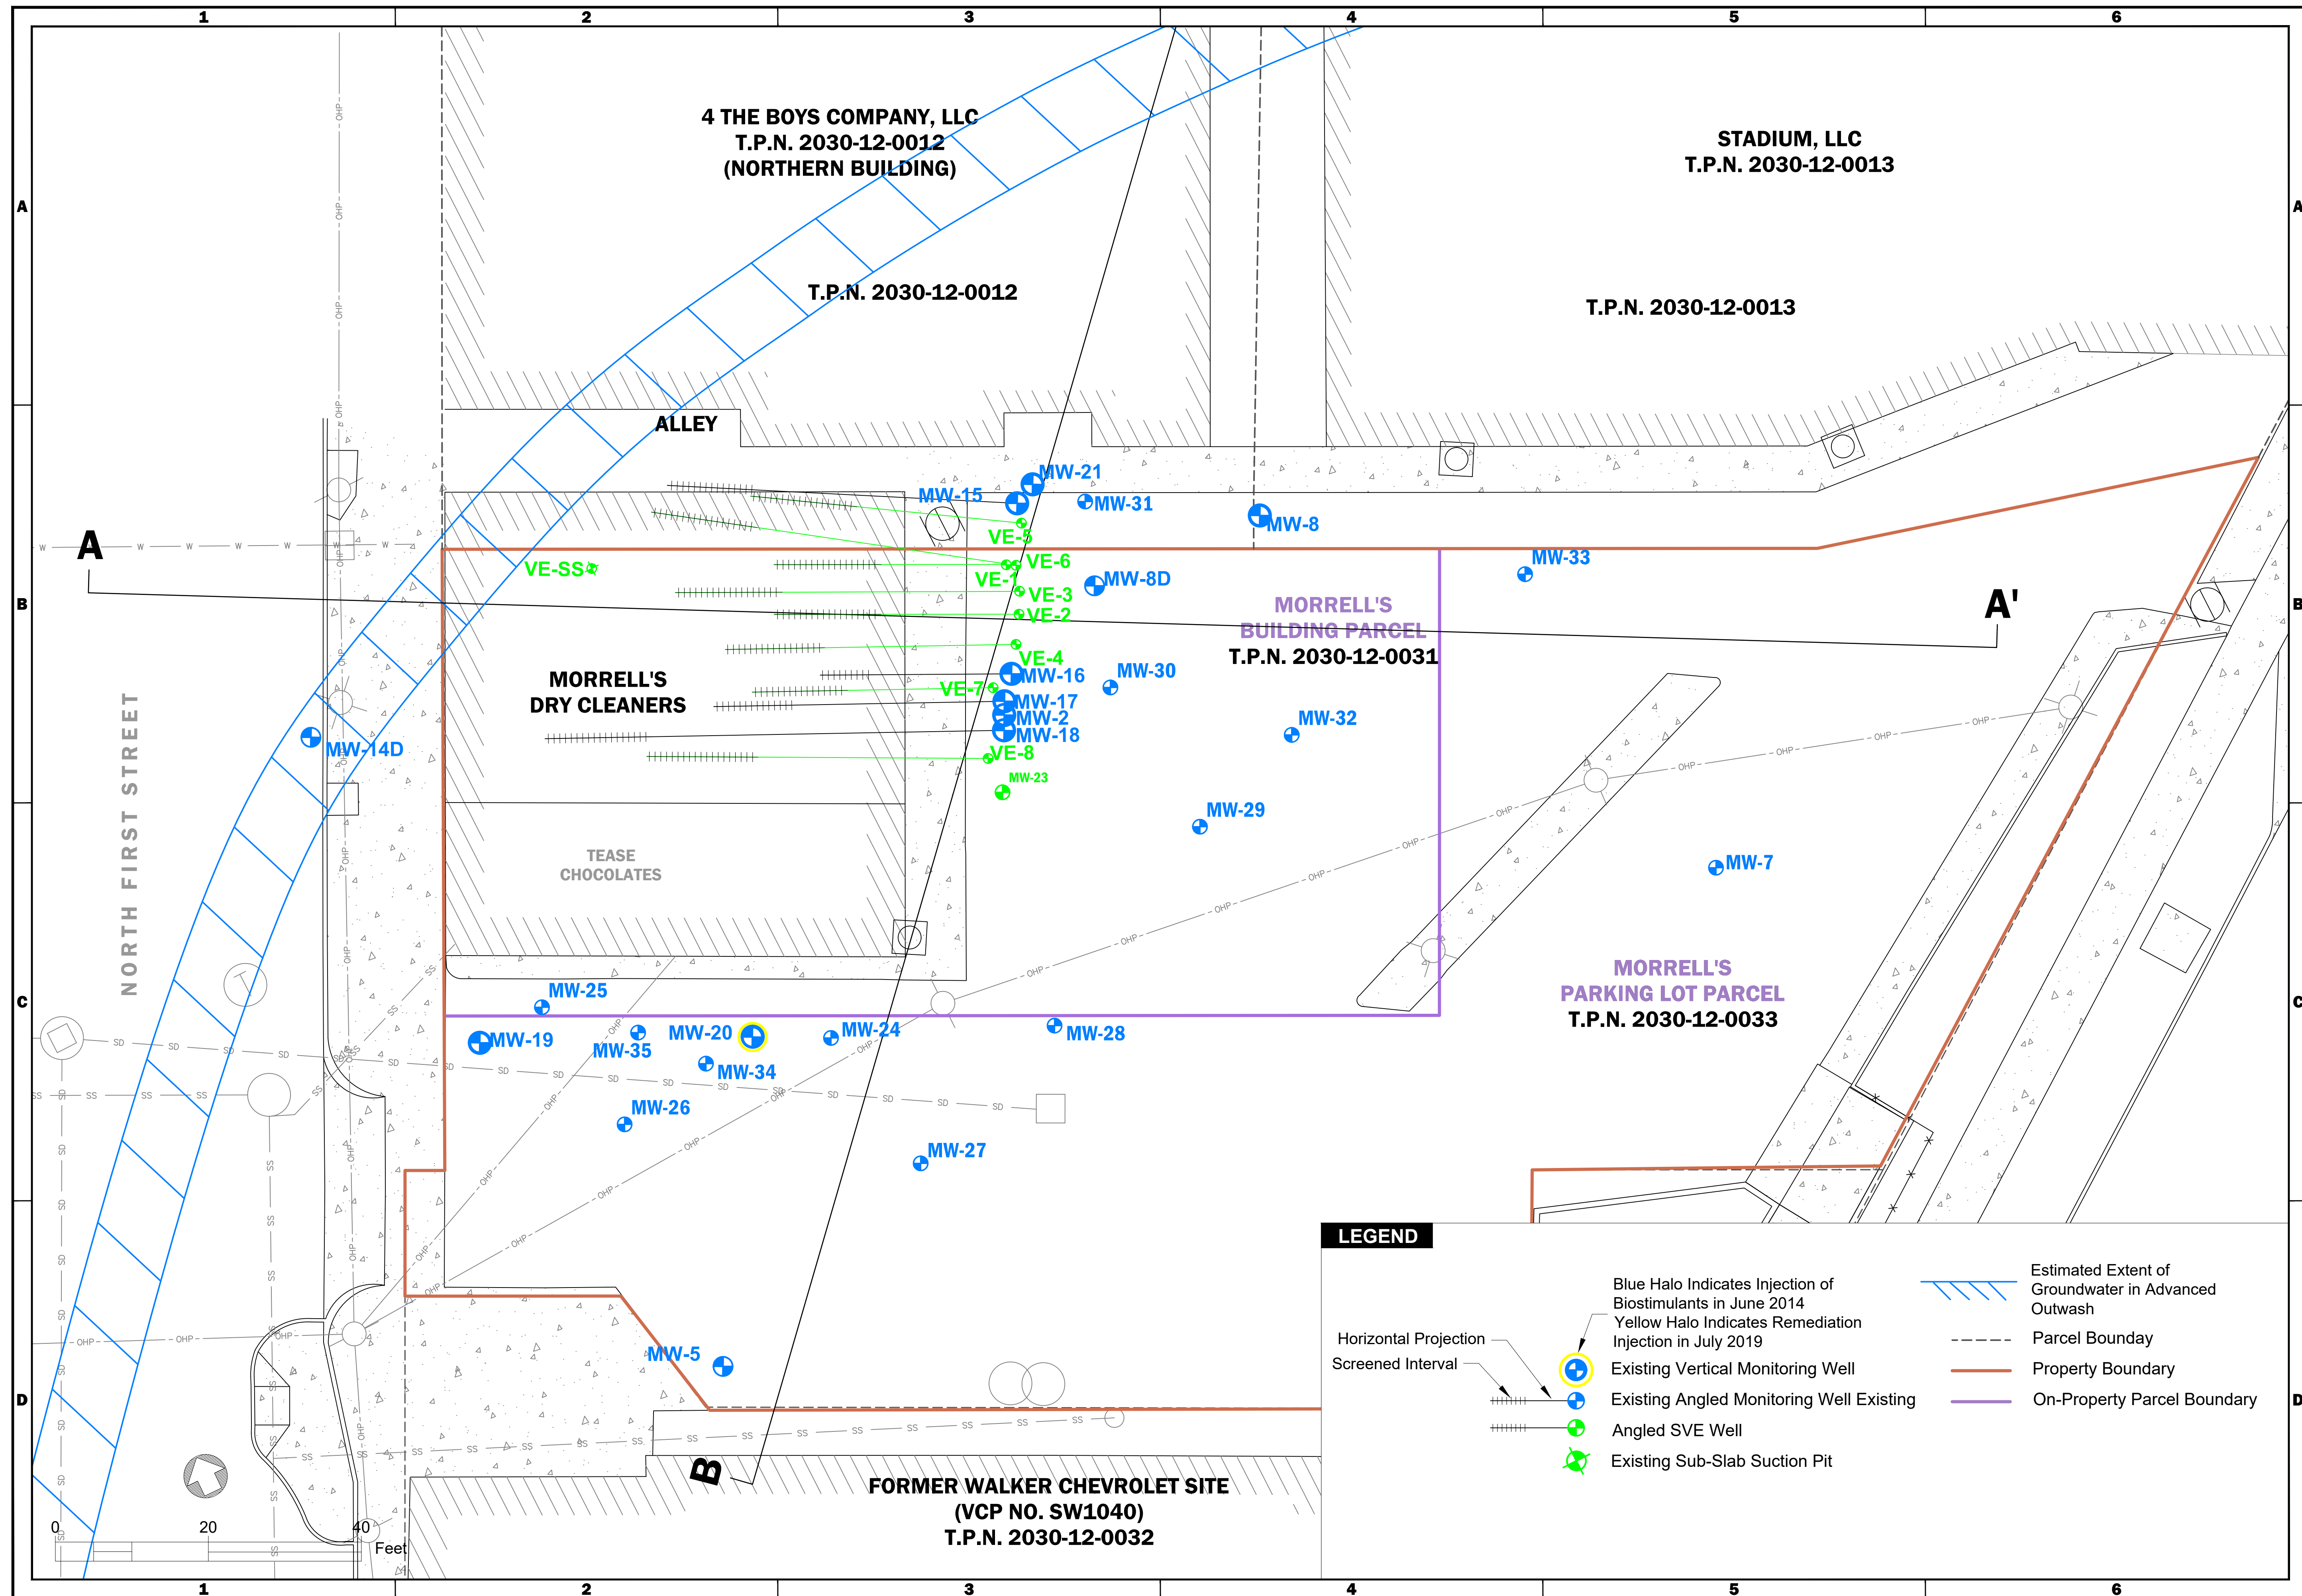 1 2 3 4 5 6
4 THE BOYS COMPANY, LLC
T.P.N. 2030-12-0012
(NORTHERN BUILDING)
STADIUM, LLC
T.P.N. 2030-12-0013
A
A
T.P.N. 2030-12-0012
T.P.N. 2030-12-0013
ALLEY
MW-21
MW-15
MW-31
MW-8
VE-5
A
VE-SS
VE-6
VE-1
MW-8D
MW-33
VE-3
VE-2
B
B
A'
MORRELL'S
BUILDING PARCEL
T.P.N. 2030-12-0031
VE-4
MW-16
MW-30
VE-7
MW-17
MW-2
MW-18
MW-32
MORRELL'S
DRY CLEANERS
MW-14D
VE-8
MW-23
NORTH FIRST STREET
MW-29
TEASE
CHOCOLATES
MW-7
MORRELL'S
PARKING LOT PARCEL
T.P.N. 2030-12-0033
C
C
MW-25
MW-19
MW-35
MW-20
MW-24
MW-28
MW-34
MW-26
MW-27
MW-5
D
D
B
FORMER WALKER CHEVROLET SITE
(VCP NO. SW1040)
T.P.N. 2030-12-0032
0 20 40
Feet
LEGEND
Blue Halo Indicates Injection of
Biostimulants in June 2014
Yellow Halo Indicates Remediation
Injection in July 2019
Horizontal Projection
Screened Interval
Existing Vertical Monitoring Well
Existing Angled Monitoring Well Existing
Angled SVE Well
Existing Sub-Slab Suction Pit
Estimated Extent of
Groundwater in Advanced
Outwash
Parcel Bounday
Property Boundary
On-Property Parcel Boundary
OHP
W
SD
SS
1 2 3 4 5 6